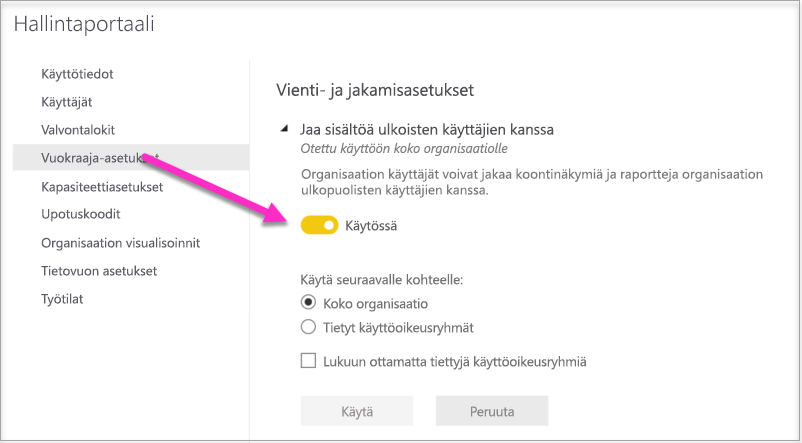 Hallintaportaali
Käyttötiedot
Käyttäjät
Valvontalokit
Vuokraaja-asetukset
Kapasiteettiasetukset
Upotuskoodit
Organisaation visualisoinnit
Tietovuon asetukset
Työtilat
Vienti- ja jakamisasetukset
Jaa sisältöä ulkoisten käyttäjien kanssa
Otettu käyttöön koko organisaatiolle
Organisaation käyttäjät voivat jakaa koontinäkymiä ja raportteja organisaation
ulkopuolisten käyttäjien kanssa.
Käytössä
Käytä seuraavalle kohteelle:
Koko organisaatio
Tietyt käyttöoikeusryhmät
Lukuun ottamatta tiettyjä käyttöoikeusryhmiä
Käytä
Peruuta